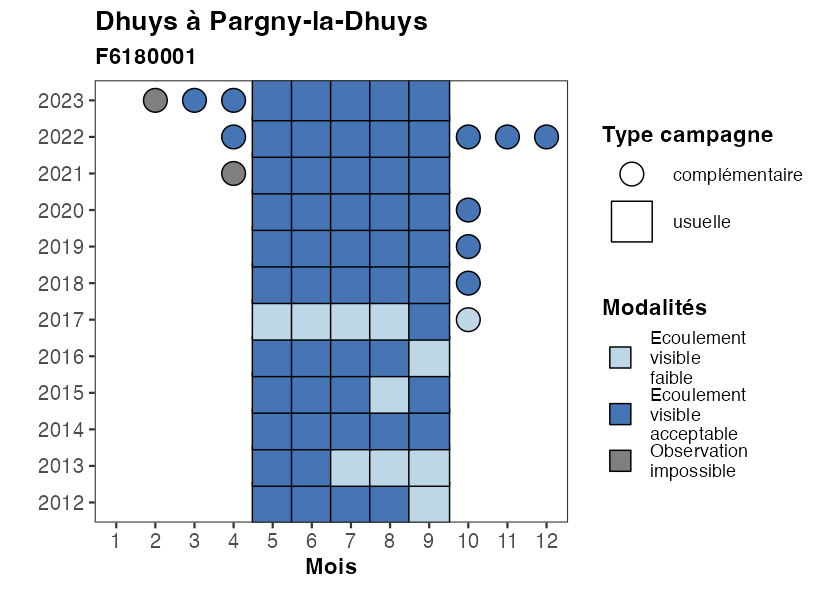 Dhuys à Pargny-la-Dhuys
F6180001
2023
2022
2021
2020
2019
2018
2017
2016
2015
2014
2013
2012
1 2 3 4 5 6 7 8 9 10 11 12
Mois
Type campagne
complémentaire
usuelle
Modalités
Ecoulement
visible
faible
Ecoulement
visible
acceptable
Observation
impossible